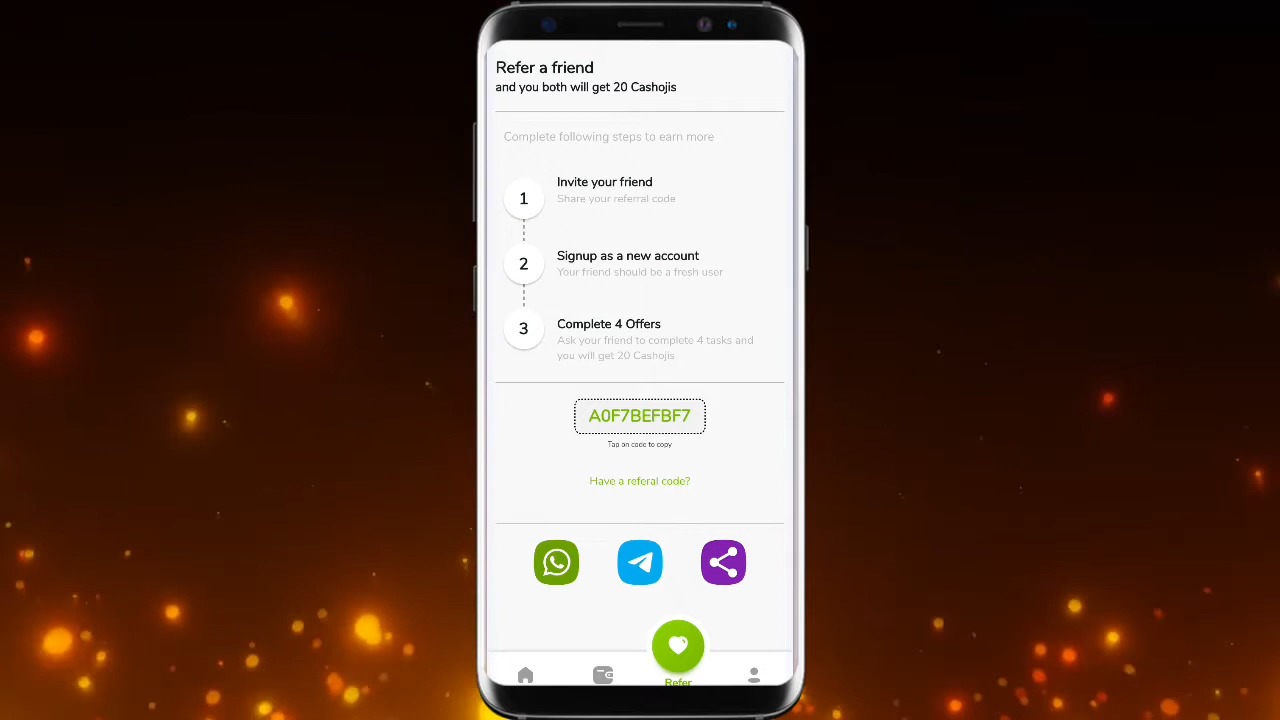 Refer a friend
and you both will get 20 Cashojis
Complete following steps to earn more
1
Invite your friend
Share your referral code
2
Signup as a new account
Your friend should be a fresh user
3
Complete 4 Offers
Ask your friend to complete 4 tasks and
you will get 20 Cashojis
A0F7BEFBF7
Tap on code to copy
Have a referal code?
Refer